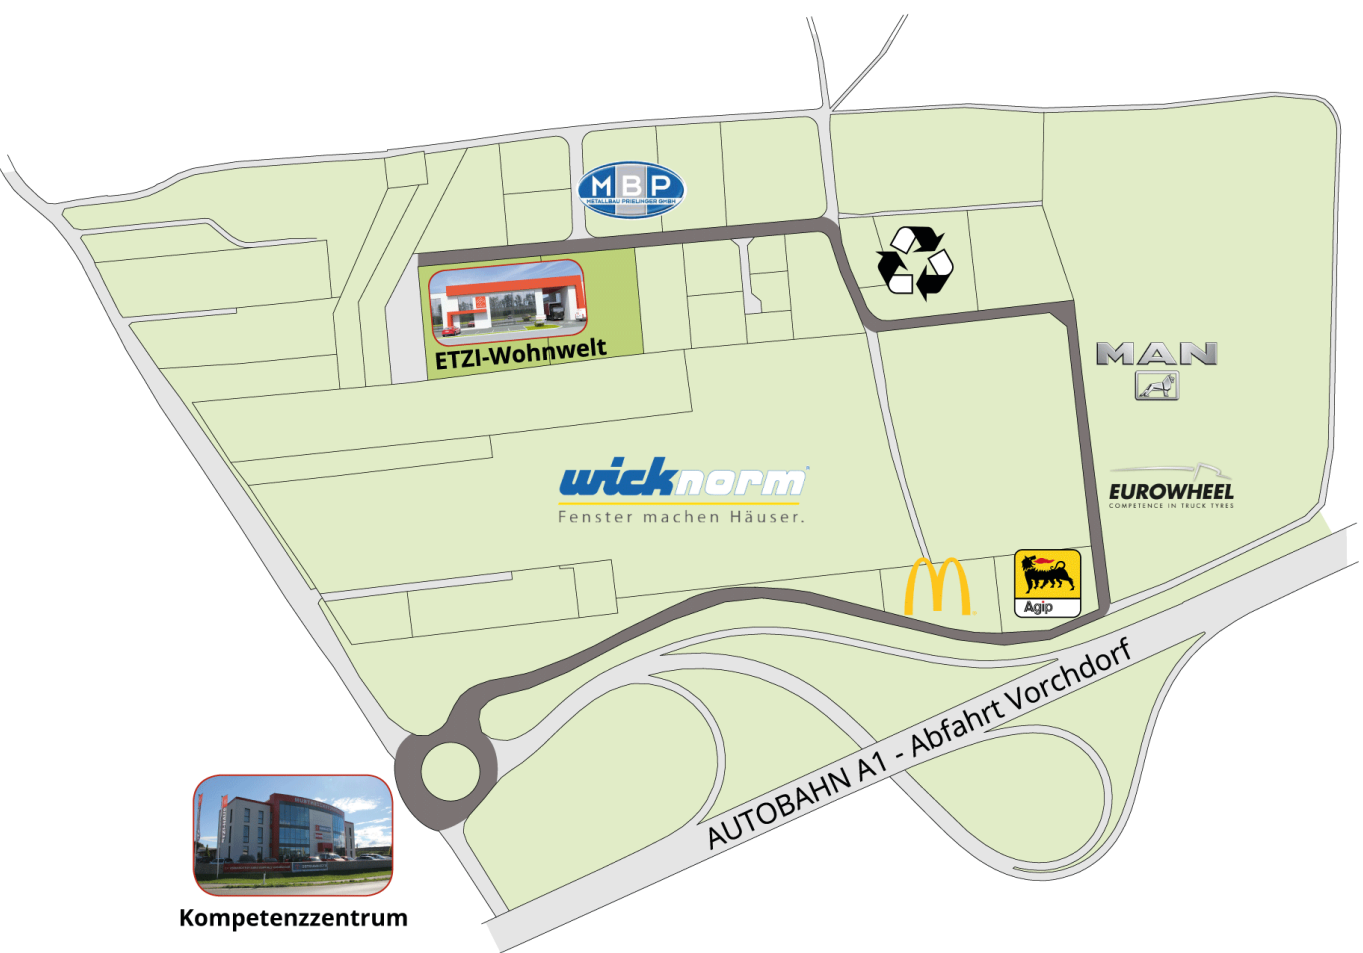 MBP
METALLBAU PRIELINGER GMBH
ETZI-Wohnwelt
MAN
wicknorm
Fenster machen Häuser.
EUROWHEEL
COMPETENCE IN TRUCK TYRES
Agip
AUTOBAHN A1 - Abfahrt Vorchdorf
Kompetenzzentrum